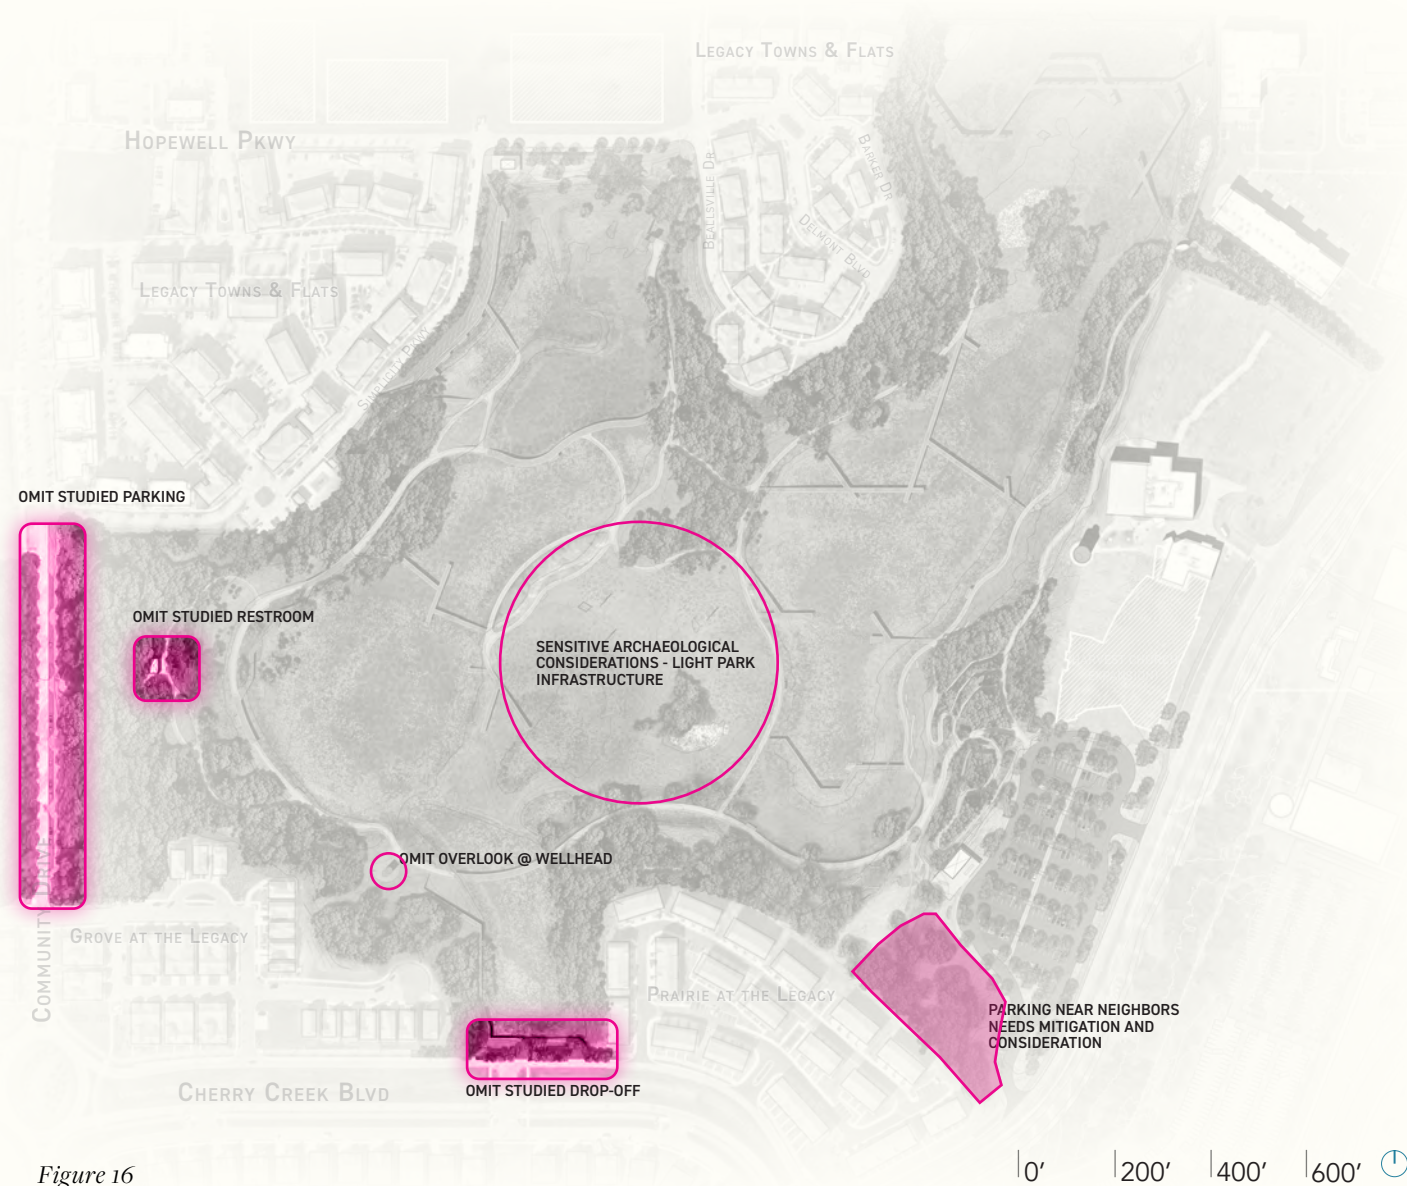 LEGACY TOWNS & FLATS
HOPEWELL PKWY
BEALLSVILLE DR
BARKER DR
DELMONT BLVD
LEGACY TOWNS & FLATS
SIMPLICITY PKWY
OMIT STUDIED PARKING
OMIT STUDIED RESTROOM
SENSITIVE ARCHAEOLOGICAL
CONSIDERATIONS - LIGHT PARK
INFRASTRUCTURE
OMIT OVERLOOK @ WELLHEAD
COMMUNITY DRIVE
GROVE AT THE LEGACY
PRAIRIE AT THE LEGACY
PARKING NEAR NEIGHBORS
NEEDS MITIGATION AND
CONSIDERATION
OMIT STUDIED DROP-OFF
CHERRY CREEK BLVD
Figure 16
0’
200’
400’
600’